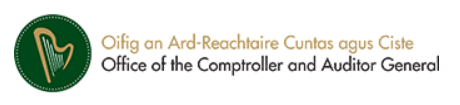 Oifig an Ard-Reachtaire Cuntas agus Ciste
Office of the Comptroller and Auditor General